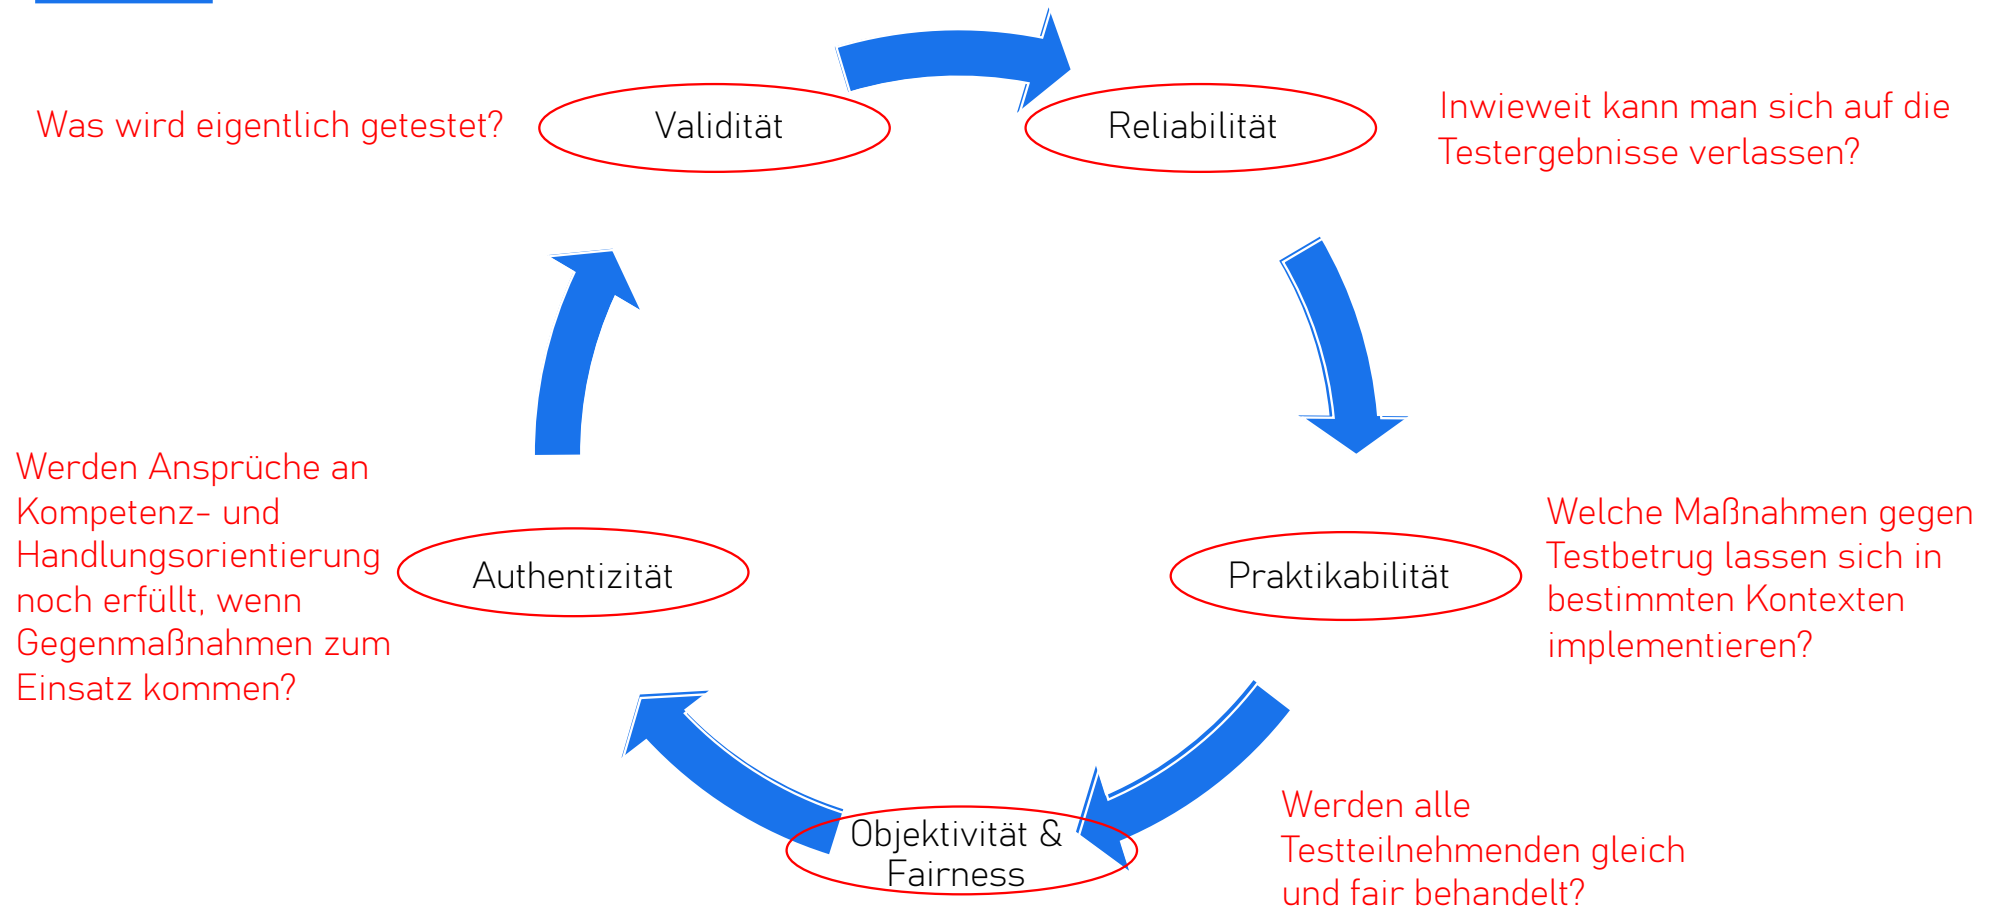 Was wird eigentlich getestet?
Validität
Reliabilität
Inwieweit kann man sich auf die
Testergebnisse verlassen?
Werden Ansprüche an
Kompetenz- und
Handlungsorientierung
noch erfüllt, wenn
Gegenmaßnahmen zum
Einsatz kommen?
Authentizität
Praktikabilität
Welche Maßnahmen gegen
Testbetrug lassen sich in
bestimmten Kontexten
implementieren?
Objektivität &
Fairness
Werden alle
Testteilnehmenden gleich
und fair behandelt?